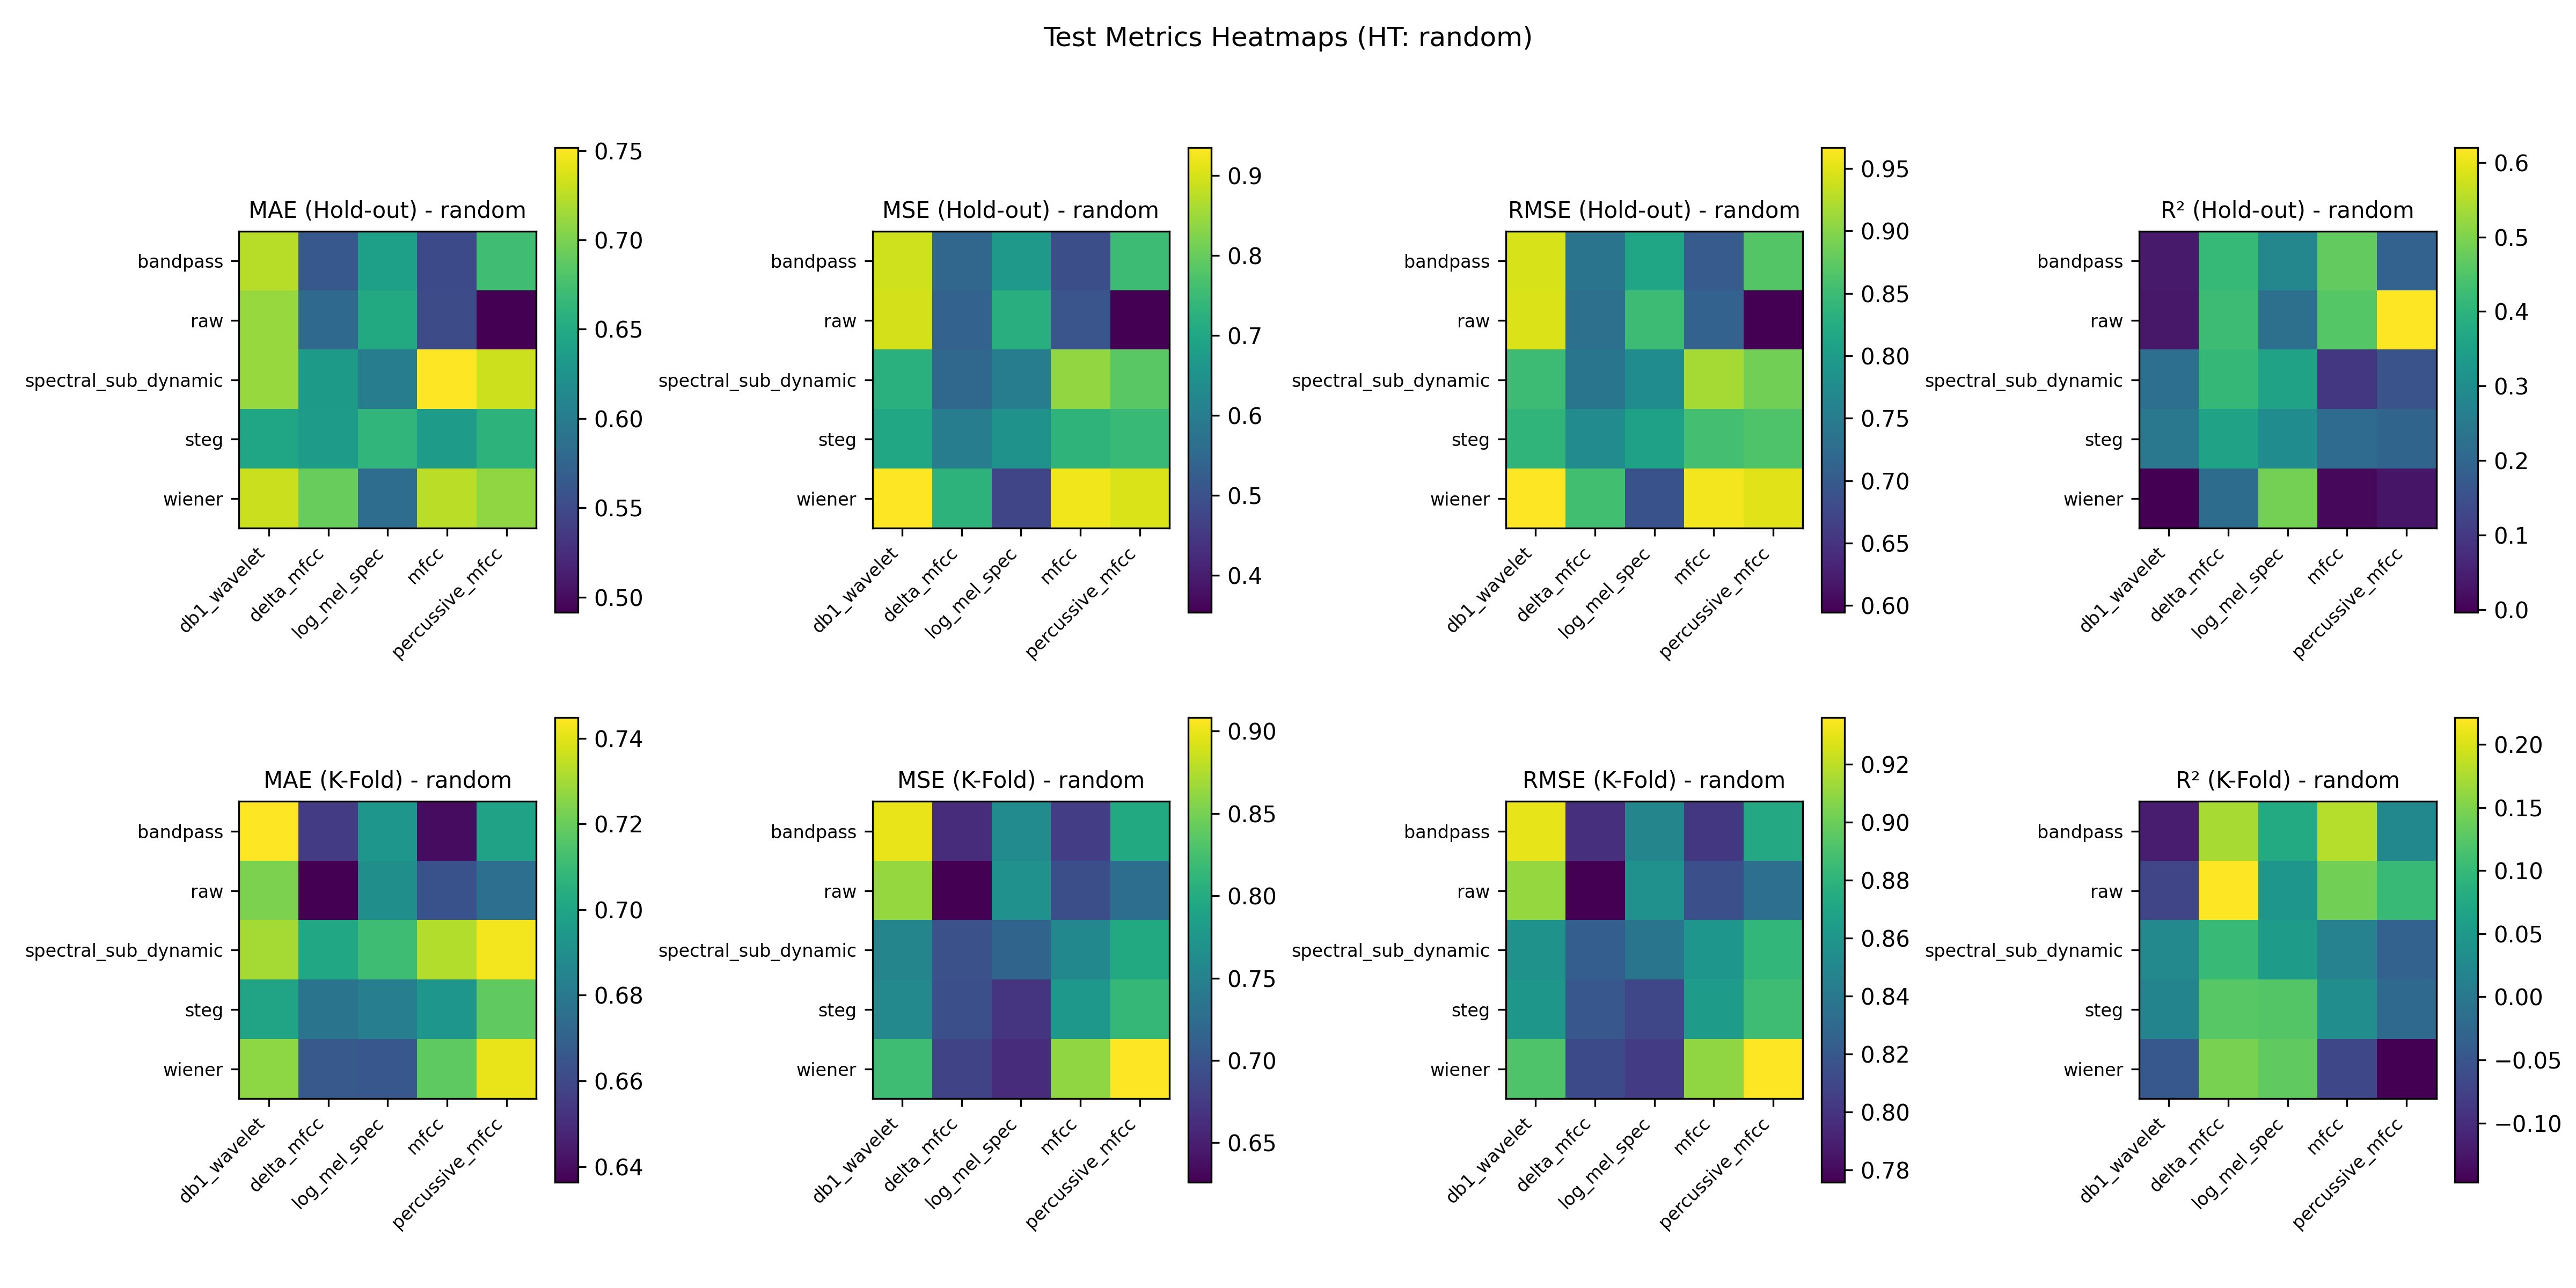 Test Metrics Heatmaps (HT: random)
MAE (Hold-out) - random
bandpass
raw
spectral_sub_dynamic
steg
wiener
db1_wavelet
delta_mfcc
log_mel_spec
mfcc
percussive_mfcc
0.75
0.70
0.65
0.60
0.55
0.50
MSE (Hold-out) - random
bandpass
raw
spectral_sub_dynamic
steg
wiener
db1_wavelet
delta_mfcc
log_mel_spec
mfcc
percussive_mfcc
0.9
0.8
0.7
0.6
0.5
0.4
RMSE (Hold-out) - random
bandpass
raw
spectral_sub_dynamic
steg
wiener
db1_wavelet
delta_mfcc
log_mel_spec
mfcc
percussive_mfcc
0.95
0.90
0.85
0.80
0.75
0.70
0.65
0.60
R² (Hold-out) - random
bandpass
raw
spectral_sub_dynamic
steg
wiener
db1_wavelet
delta_mfcc
log_mel_spec
mfcc
percussive_mfcc
0.6
0.5
0.4
0.3
0.2
0.1
0.0
MAE (K-Fold) - random
bandpass
raw
spectral_sub_dynamic
steg
wiener
db1_wavelet
delta_mfcc
log_mel_spec
mfcc
percussive_mfcc
0.74
0.72
0.70
0.68
0.66
0.64
MSE (K-Fold) - random
bandpass
raw
spectral_sub_dynamic
steg
wiener
db1_wavelet
delta_mfcc
log_mel_spec
mfcc
percussive_mfcc
0.90
0.85
0.80
0.75
0.70
0.65
RMSE (K-Fold) - random
bandpass
raw
spectral_sub_dynamic
steg
wiener
db1_wavelet
delta_mfcc
log_mel_spec
mfcc
percussive_mfcc
0.92
0.90
0.88
0.86
0.84
0.82
0.80
0.78
R² (K-Fold) - random
bandpass
raw
spectral_sub_dynamic
steg
wiener
db1_wavelet
delta_mfcc
log_mel_spec
mfcc
percussive_mfcc
0.20
0.15
0.10
0.05
0.00
−0.05
−0.10